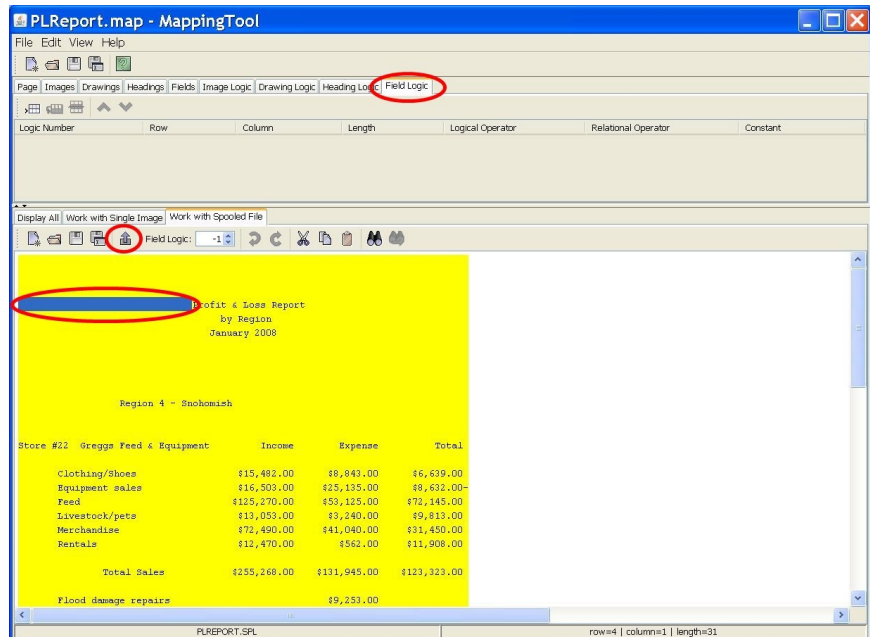 PLReport.map - MappingTool
File Edit View Help
Page Images Drawings Headings Fields Image Logic Drawing Logic Heading Logic Field Logic
Logic Number Row Column Length Logical Operator Relational Operator Constant
Display All Work with Single Image Work with Spooled File
Field Logic: -1
Profit & Loss Report
by Region
January 2008
Region 4 - Snohomish
Store #22 Greggs Feed & Equipment Income Expense Total
Clothing/Shoes $15,482.00 $8,843.00 $6,639.00
Equipment sales $16,503.00 $25,135.00 $8,632.00-
Feed $125,270.00 $53,125.00 $72,145.00
Livestock/pets $13,053.00 $3,240.00 $9,813.00
Merchandise $72,490.00 $41,040.00 $31,450.00
Rentals $12,470.00 $562.00 $11,908.00
Total Sales $255,268.00 $131,945.00 $123,323.00
Flood damage repairs $9,253.00
PLREPORT.SPL row=4 | column=1 | length=31